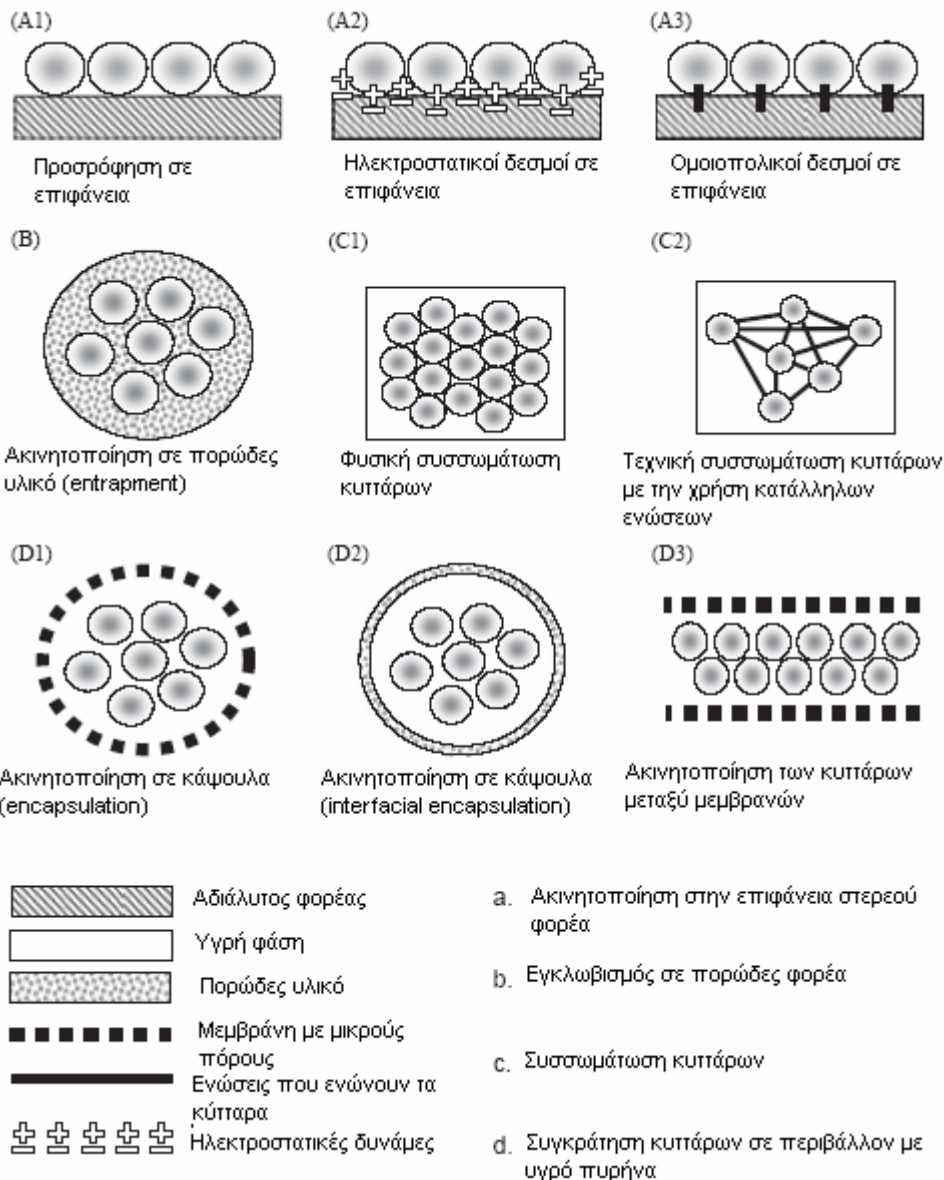 (A1)
(A2)
(A3)
Προσρόφηση σε
επιφάνεια
Ηλεκτροστατικοί δεσμοί σε
επιφάνεια
Ομοιοπολικοί δεσμοί σε
επιφάνεια
(B)
(C1)
(C2)
Ακινητοποίηση σε πορώδες
υλικό (entrapment)
Φυσική συσσωμάτωση
κυττάρων
Τεχνική συσσωμάτωση κυττάρων
με την χρήση κατάλληλων
ενώσεων
(D1)
(D2)
(D3)
Ακινητοποίηση σε κάψουλα
(encapsulation)
Ακινητοποίηση σε κάψουλα
(interfacial encapsulation)
Ακινητοποίηση των κυττάρων
μεταξύ μεμβρανών
Αδιάλυτος φορέας
Υγρή φάση
Πορώδες υλικό
Μεμβράνη με μικρούς
πόρους
Ενώσεις που ενώνουν τα
κύτταρα
Ηλεκτροστατικές δυνάμες
a. Ακινητοποίηση στην επιφάνεια στερεού
φορέα
b. Εγκλωβισμός σε πορώδες φορέα
c. Συσσωμάτωση κυττάρων
d. Συγκράτηση κυττάρων σε περιβάλλον με
υγρό πυρήνα